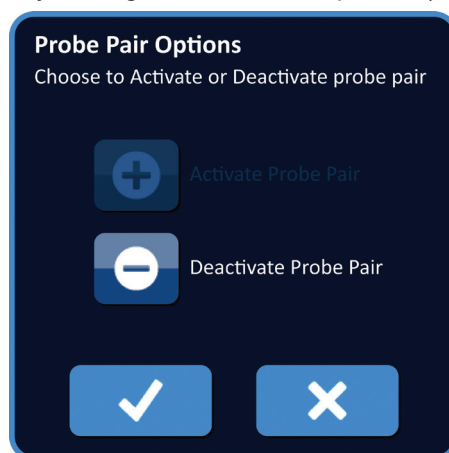 Probe Pair Options
Choose to Activate or Deactivate probe pair
Activate Probe Pair
Deactivate Probe Pair